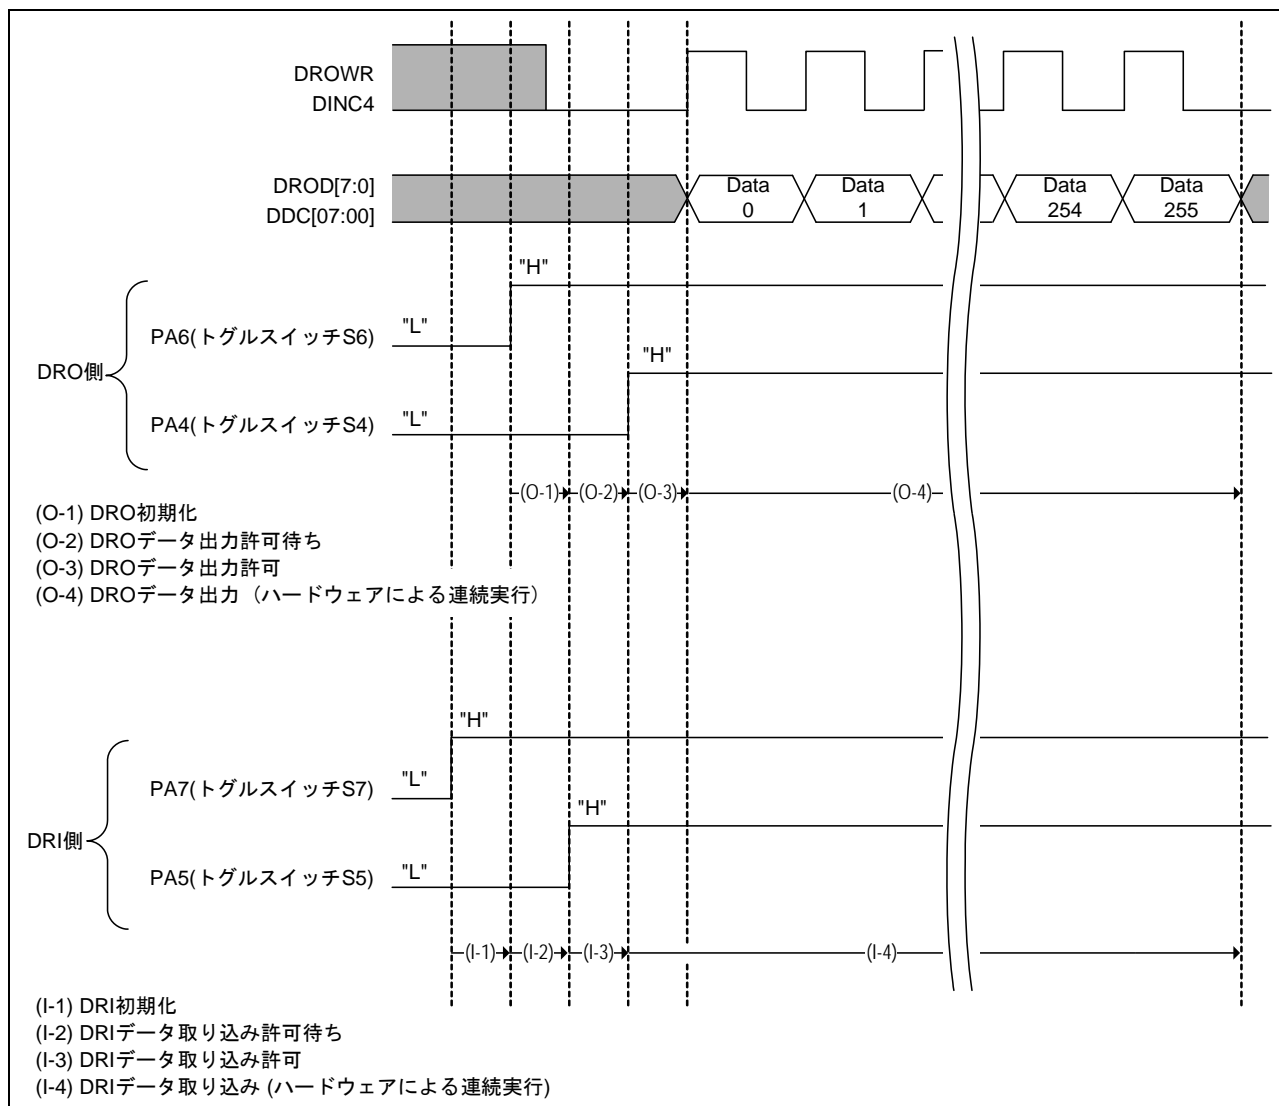 DROWR
DINC4
DROD[7:0]
DDC[07:00]
Data
0
Data
1
Data
254
Data
255
"H"
PA6(トグルスイッチS6)
"L"
"H"
DRO側
PA4(トグルスイッチS4)
"L"
(O-1)
(O-2)
(O-3)
(O-4)
(O-1) DRO初期化
(O-2) DROデータ出力許可待ち
(O-3) DROデータ出力許可
(O-4) DROデータ出力（ハードウェアによる連続実行）
"H"
PA7(トグルスイッチS7)
"L"
"H"
DRI側
PA5(トグルスイッチS5)
"L"
(I-1)
(I-2)
(I-3)
(I-4)
(I-1) DRI初期化
(I-2) DRIデータ取り込み許可待ち
(I-3) DRIデータ取り込み許可
(I-4) DRIデータ取り込み (ハードウェアによる連続実行)